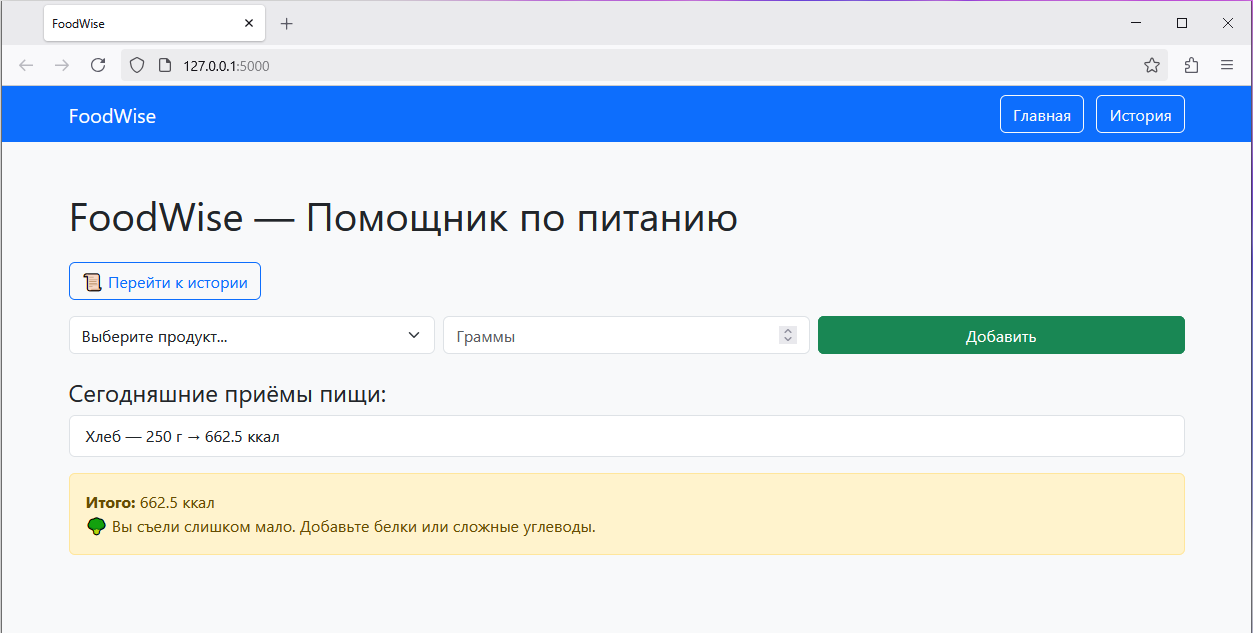 FoodWise
127.0.0.1:5000
FoodWise
Главная
История
FoodWise — Помощник по питанию
Перейти к истории
Выберите продукт...
Граммы
Добавить
Сегодняшние приёмы пищи:
Хлеб — 250 г → 662.5 ккал
Итого: 662.5 ккал
Вы съели слишком мало. Добавьте белки или сложные углеводы.